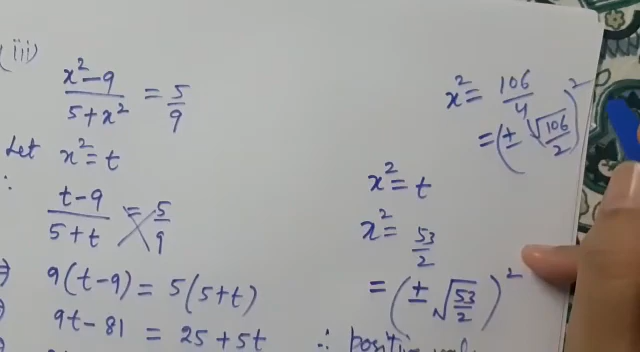 (iii)
x² - 9 / 5 + x² = 5/9
Let x² = t
∴
t - 9 / 5 + t = 5/9
⇒ 9(t - 9) = 5(5 + t)
9t - 81 = 25 + 5t
x² = 106/4
= (± √106/2)²
x² = t
x² = 53/2
= (± √53/2)²
∴ positive